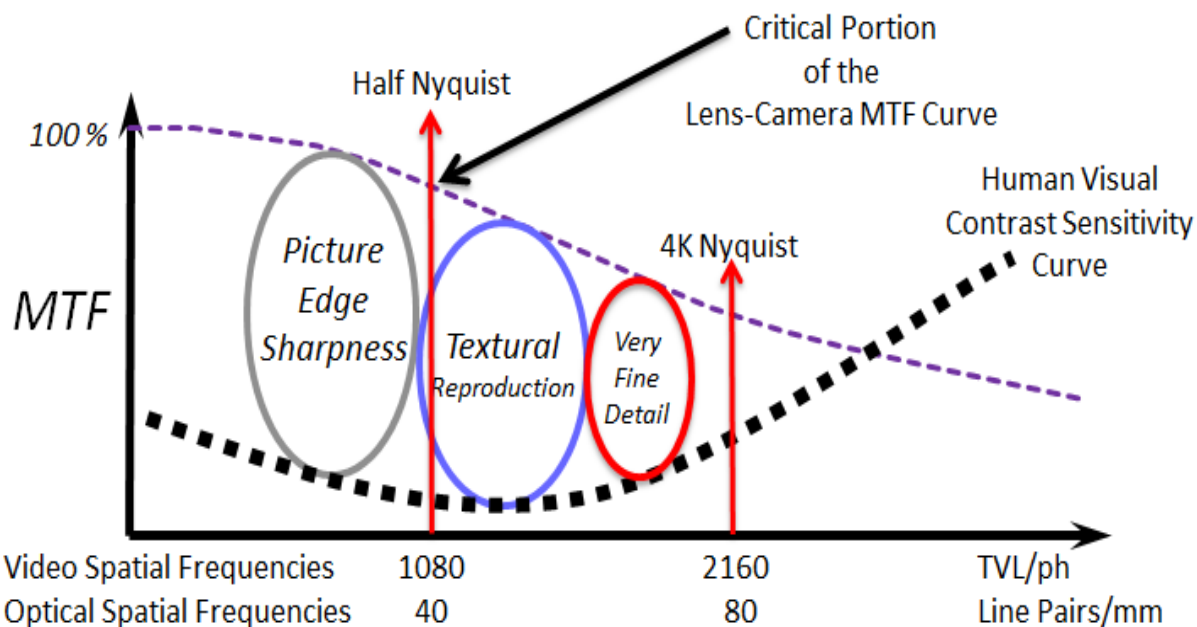 Critical Portion
of the
Lens-Camera MTF Curve
Half Nyquist
100 %
Human Visual
Contrast Sensitivity
Curve
4K Nyquist
Picture
Edge
Sharpness
MTF
Textural
Reproduction
Very
Fine
Detail
Video Spatial Frequencies 1080 2160 TVL/ph
Optical Spatial Frequencies 40 80 Line Pairs/mm